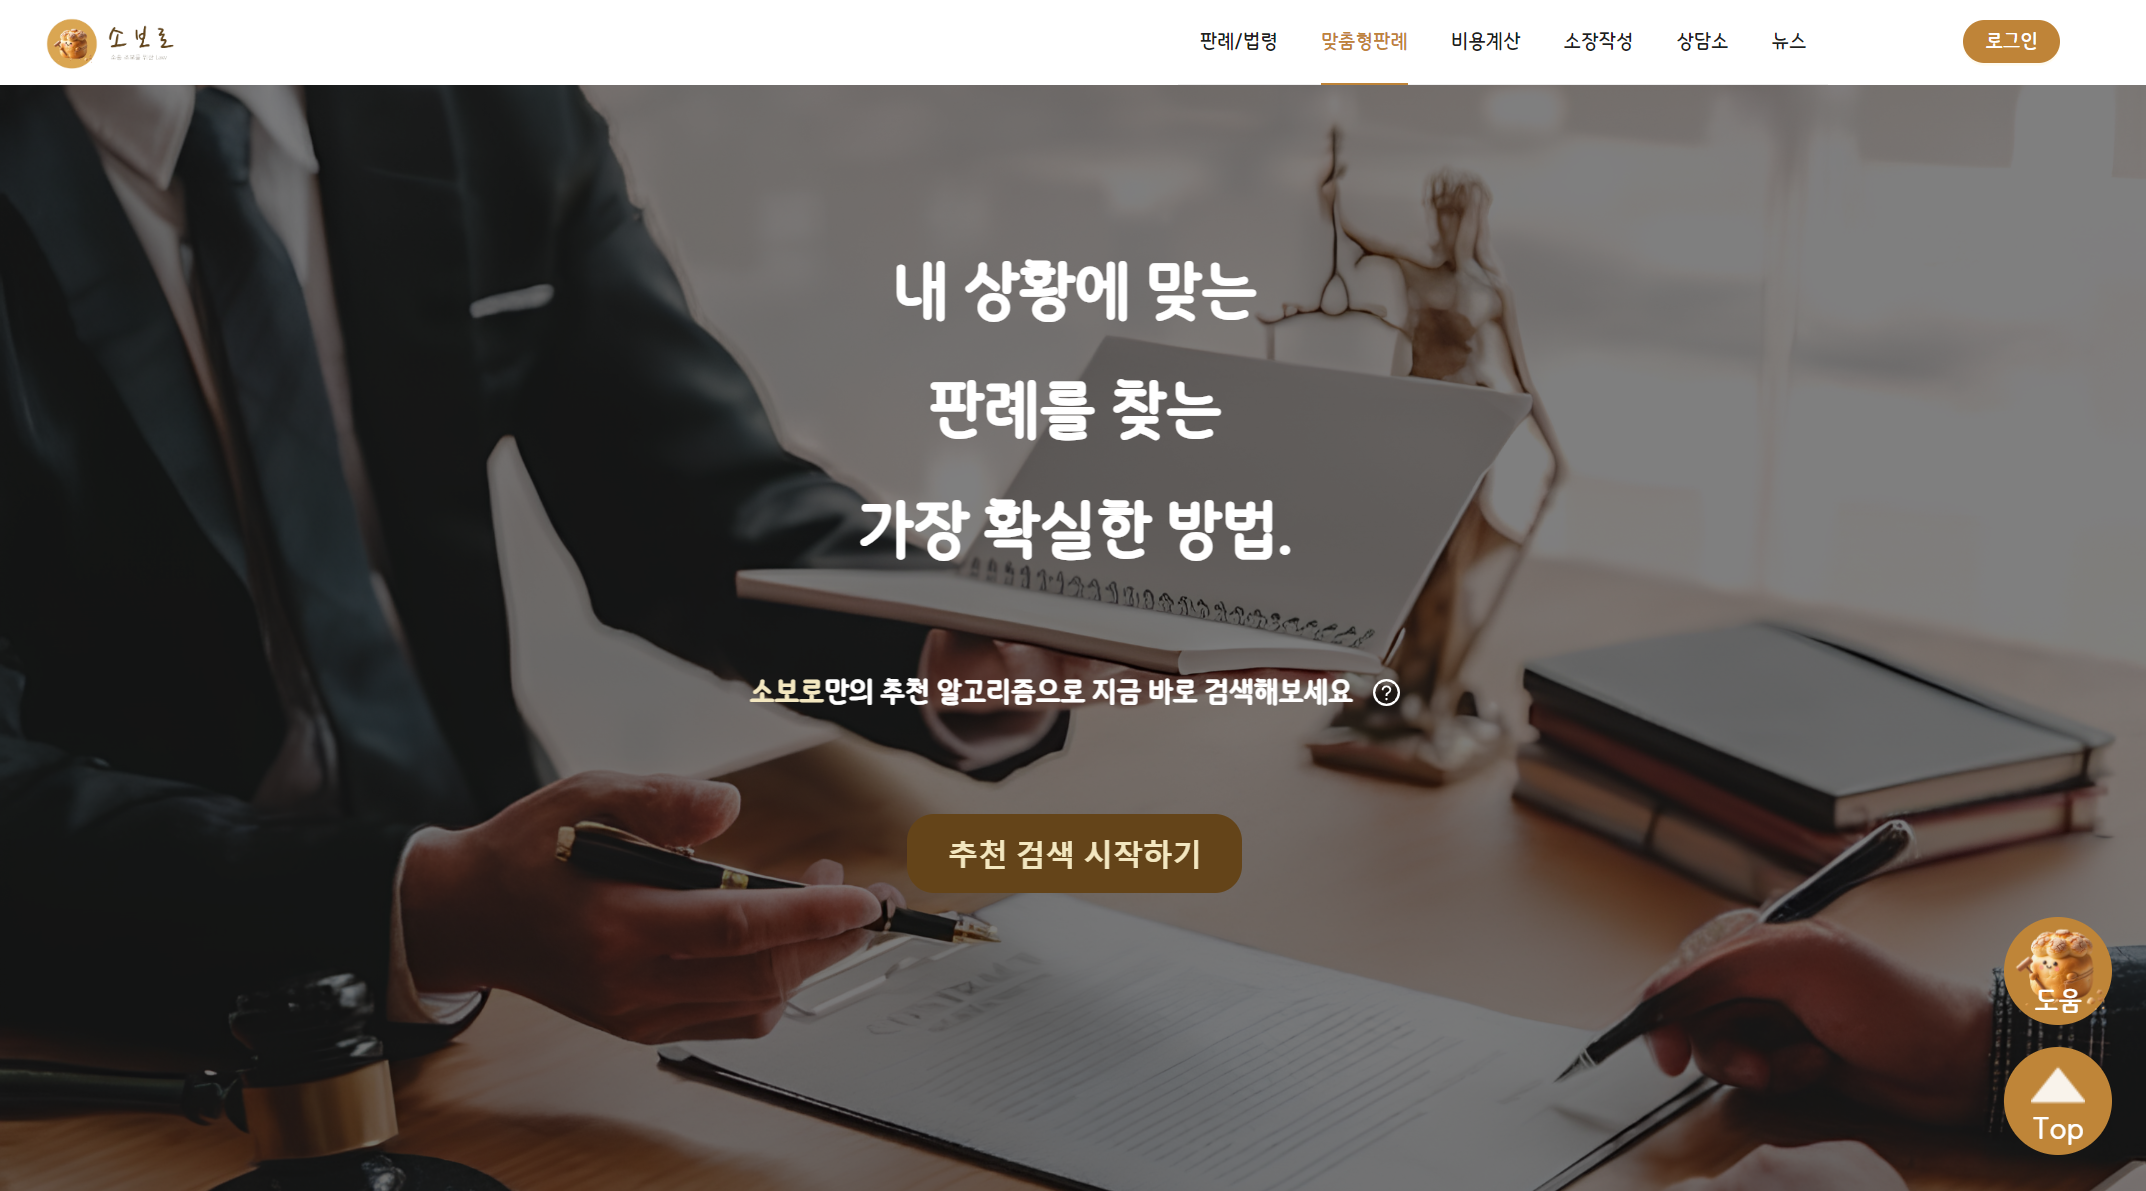 소보로
판례/법령
맞춤형판례
비용계산
소장작성
상담소
뉴스
로그인
내 상황에 맞는
판례를 찾는
가장 확실한 방법.
소보로만의 추천 알고리즘으로 지금 바로 검색해보세요 ?
추천 검색 시작하기
CONTRACT
도움
Top